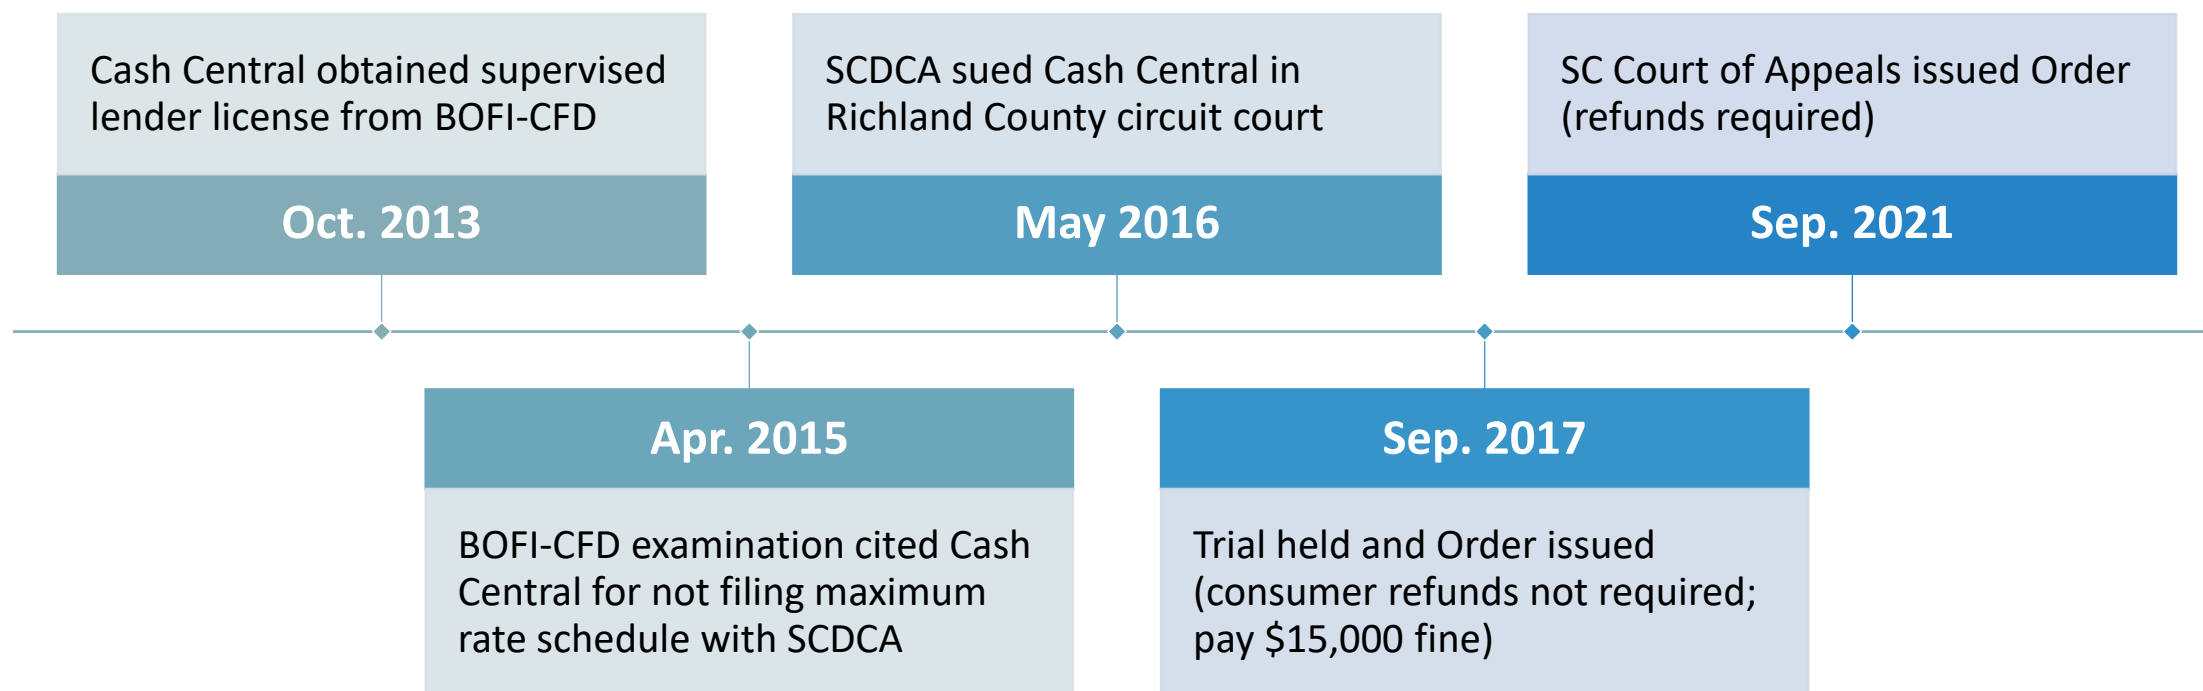 Cash Central obtained supervised
lender license from BOFI-CFD
Oct. 2013
Apr. 2015
BOFI-CFD examination cited Cash
Central for not filing maximum
rate schedule with SCDCA
SCDCA sued Cash Central in
Richland County circuit court
May 2016
Sep. 2017
Trial held and Order issued
(consumer refunds not required;
pay $15,000 fine)
SC Court of Appeals issued Order
(refunds required)
Sep. 2021